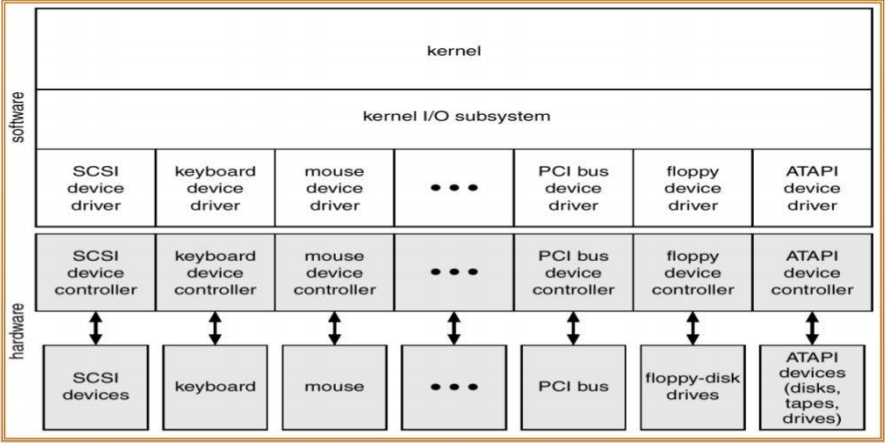 software
kernel
kernel I/O subsystem
SCSI
device
driver
keyboard
device
driver
mouse
device
driver
PCI bus
device
driver
floppy
device
driver
ATAPI
device
driver
hardware
SCSI
device
controller
keyboard
device
controller
mouse
device
controller
PCI bus
device
controller
floppy
device
controller
ATAPI
device
controller
SCSI
devices
keyboard
mouse
PCI bus
floppy-disk
drives
ATAPI
devices
(disks,
tapes,
drives)